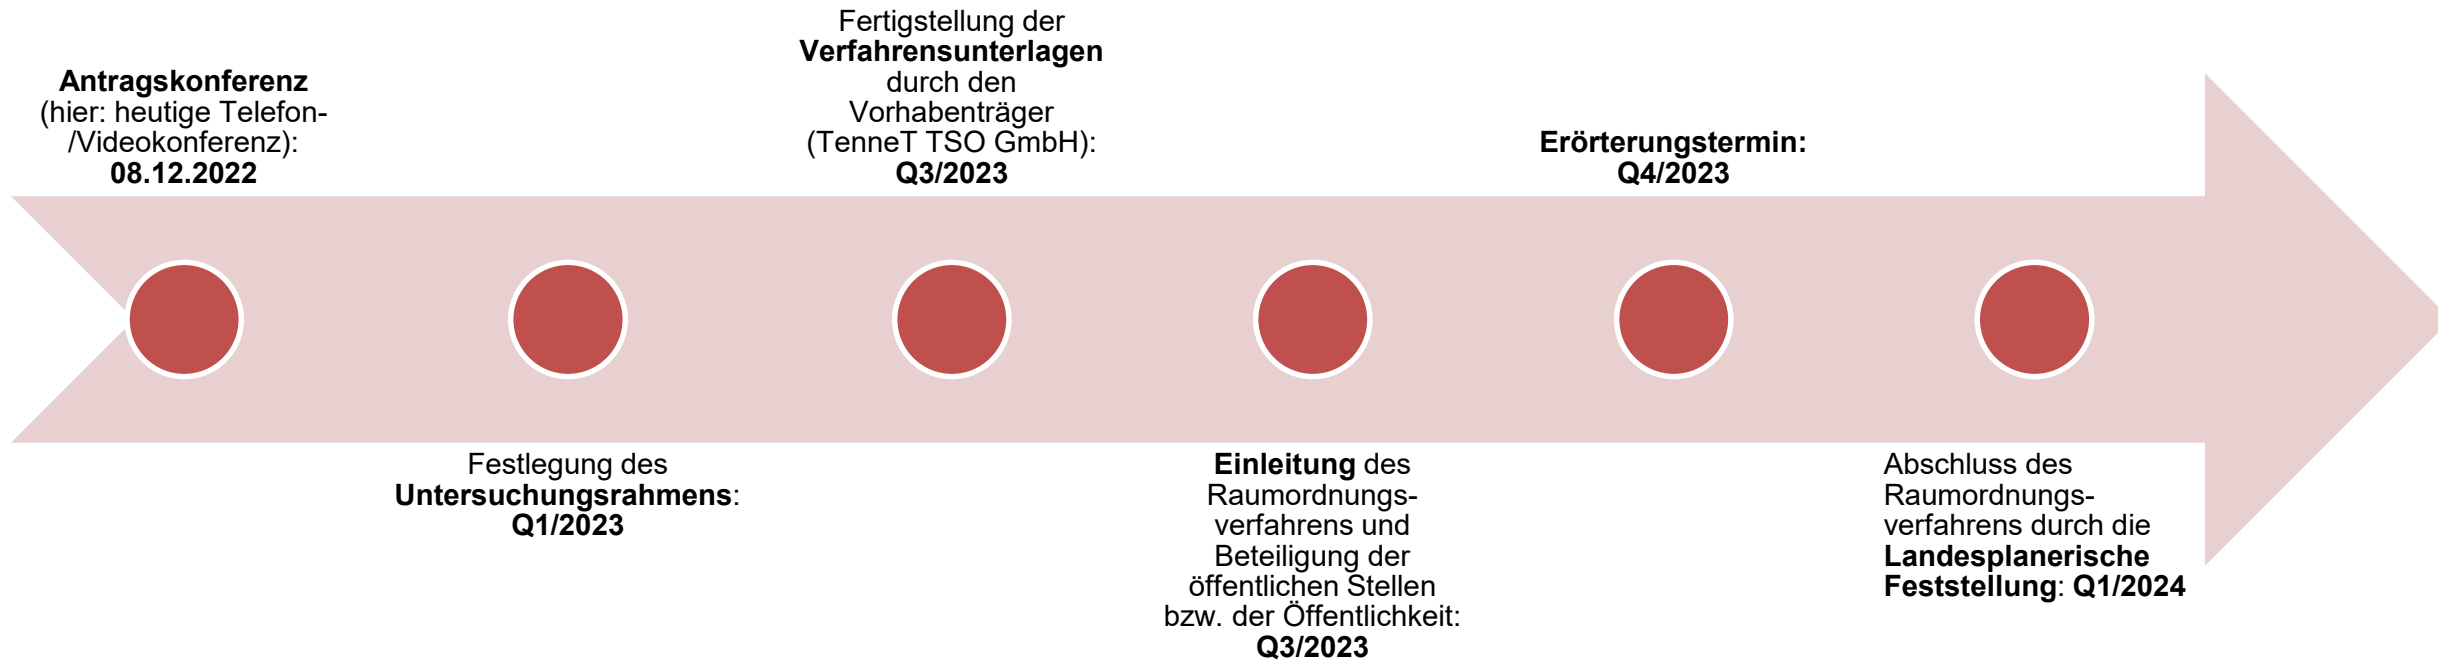 Antragskonferenz
(hier: heutige Telefon-
/Videokonferenz):
08.12.2022
Festlegung des
Untersuchungsrahmens:
Q1/2023
Fertigstellung der
Verfahrensunterlagen
durch den
Vorhabenträger
(TenneT TSO GmbH):
Q3/2023
Einleitung des
Raumordnungs-
verfahrens und
Beteiligung der
öffentlichen Stellen
bzw. der Öffentlichkeit:
Q3/2023
Erörterungstermin:
Q4/2023
Abschluss des
Raumordnungs-
verfahrens durch die
Landesplanerische
Feststellung: Q1/2024